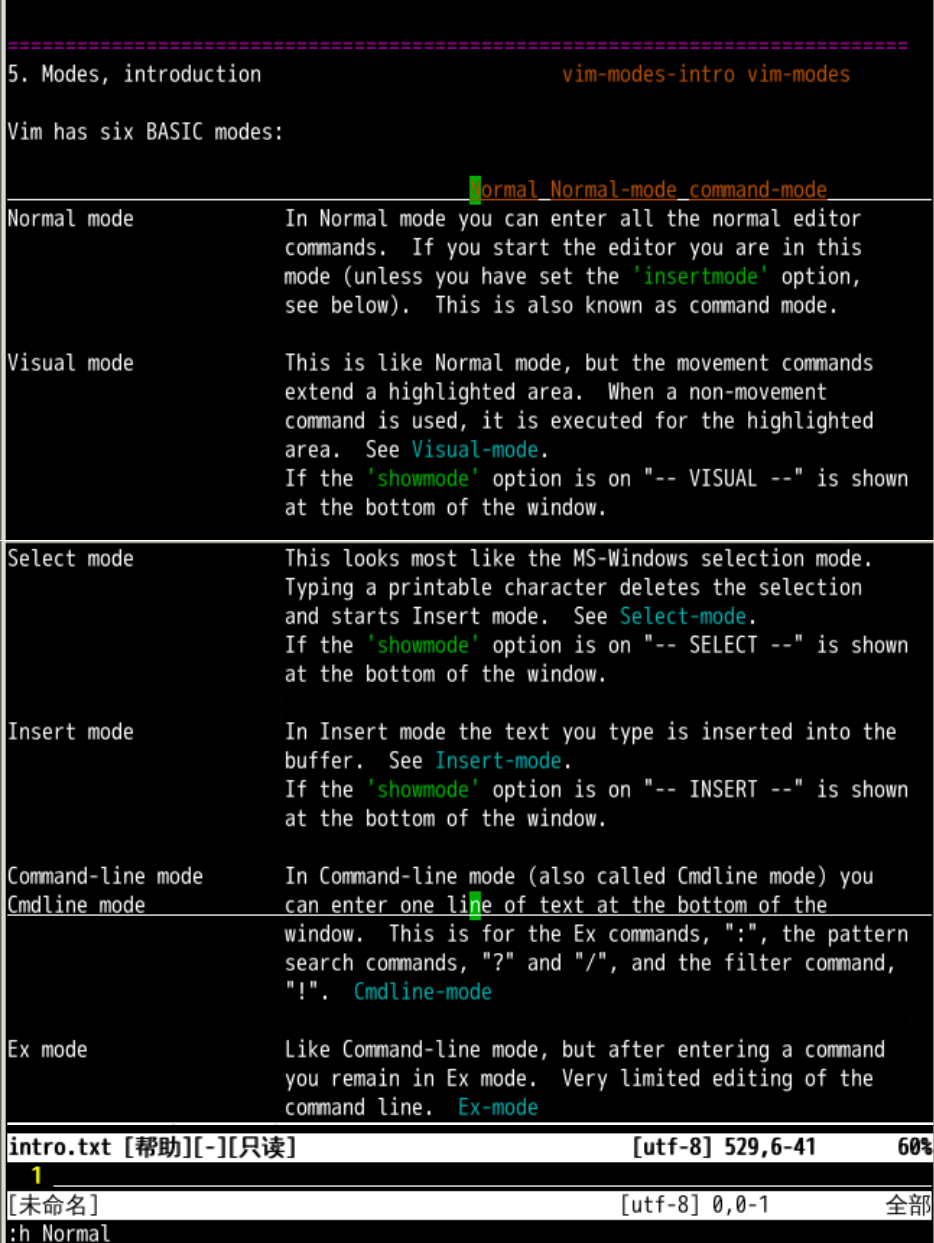 ==============================================================================
5. Modes, introduction                          vim-modes-intro vim-modes

Vim has six BASIC modes:

                                        Normal Normal-mode command-mode
Normal mode             In Normal mode you can enter all the normal editor
                        commands.  If you start the editor you are in this
                        mode (unless you have set the 'insertmode' option,
                        see below).  This is also known as command mode.

Visual mode             This is like Normal mode, but the movement commands
                        extend a highlighted area.  When a non-movement
                        command is used, it is executed for the highlighted
                        area.  See Visual-mode.
                        If the 'showmode' option is on "-- VISUAL --" is shown
                        at the bottom of the window.

Select mode             This looks most like the MS-Windows selection mode.
                        Typing a printable character deletes the selection
                        and starts Insert mode.  See Select-mode.
                        If the 'showmode' option is on "-- SELECT --" is shown
                        at the bottom of the window.

Insert mode             In Insert mode the text you type is inserted into the
                        buffer.  See Insert-mode.
                        If the 'showmode' option is on "-- INSERT --" is shown
                        at the bottom of the window.

Command-line mode       In Command-line mode (also called Cmdline mode) you
Cmdline mode            can enter one line of text at the bottom of the
                        window.  This is for the Ex commands, ":", the pattern
                        search commands, "?" and "/", and the filter command,
                        "!".  Cmdline-mode

Ex mode                 Like Command-line mode, but after entering a command
                        you remain in Ex mode.  Very limited editing of the
                        command line.  Ex-mode
intro.txt [帮助][-][只读]                             [utf-8] 529,6-41       60%
  1
[未命名]                                             [utf-8] 0,0-1          全部
:h Normal